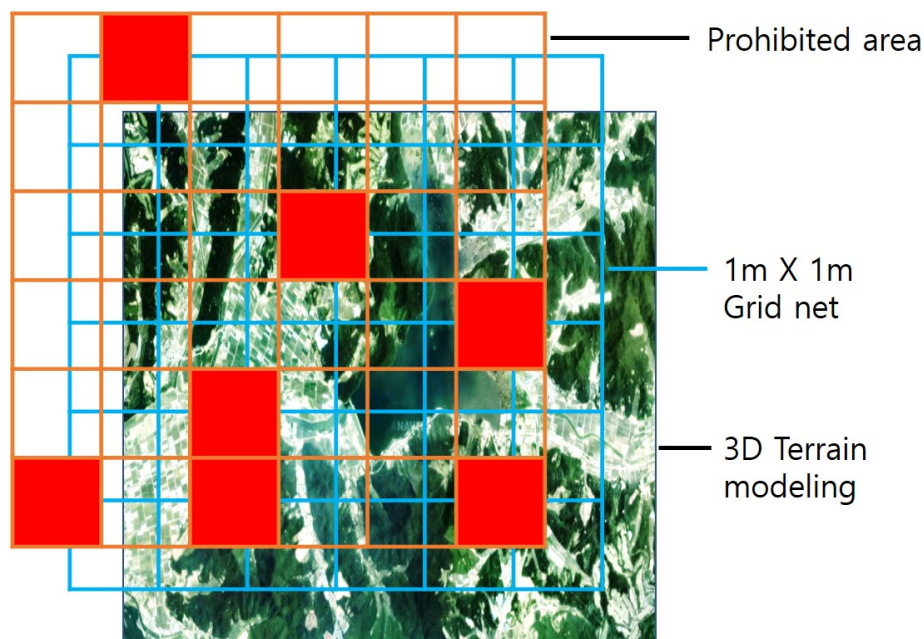 Prohibited area
1m X 1m
Grid net
3D Terrain
modeling